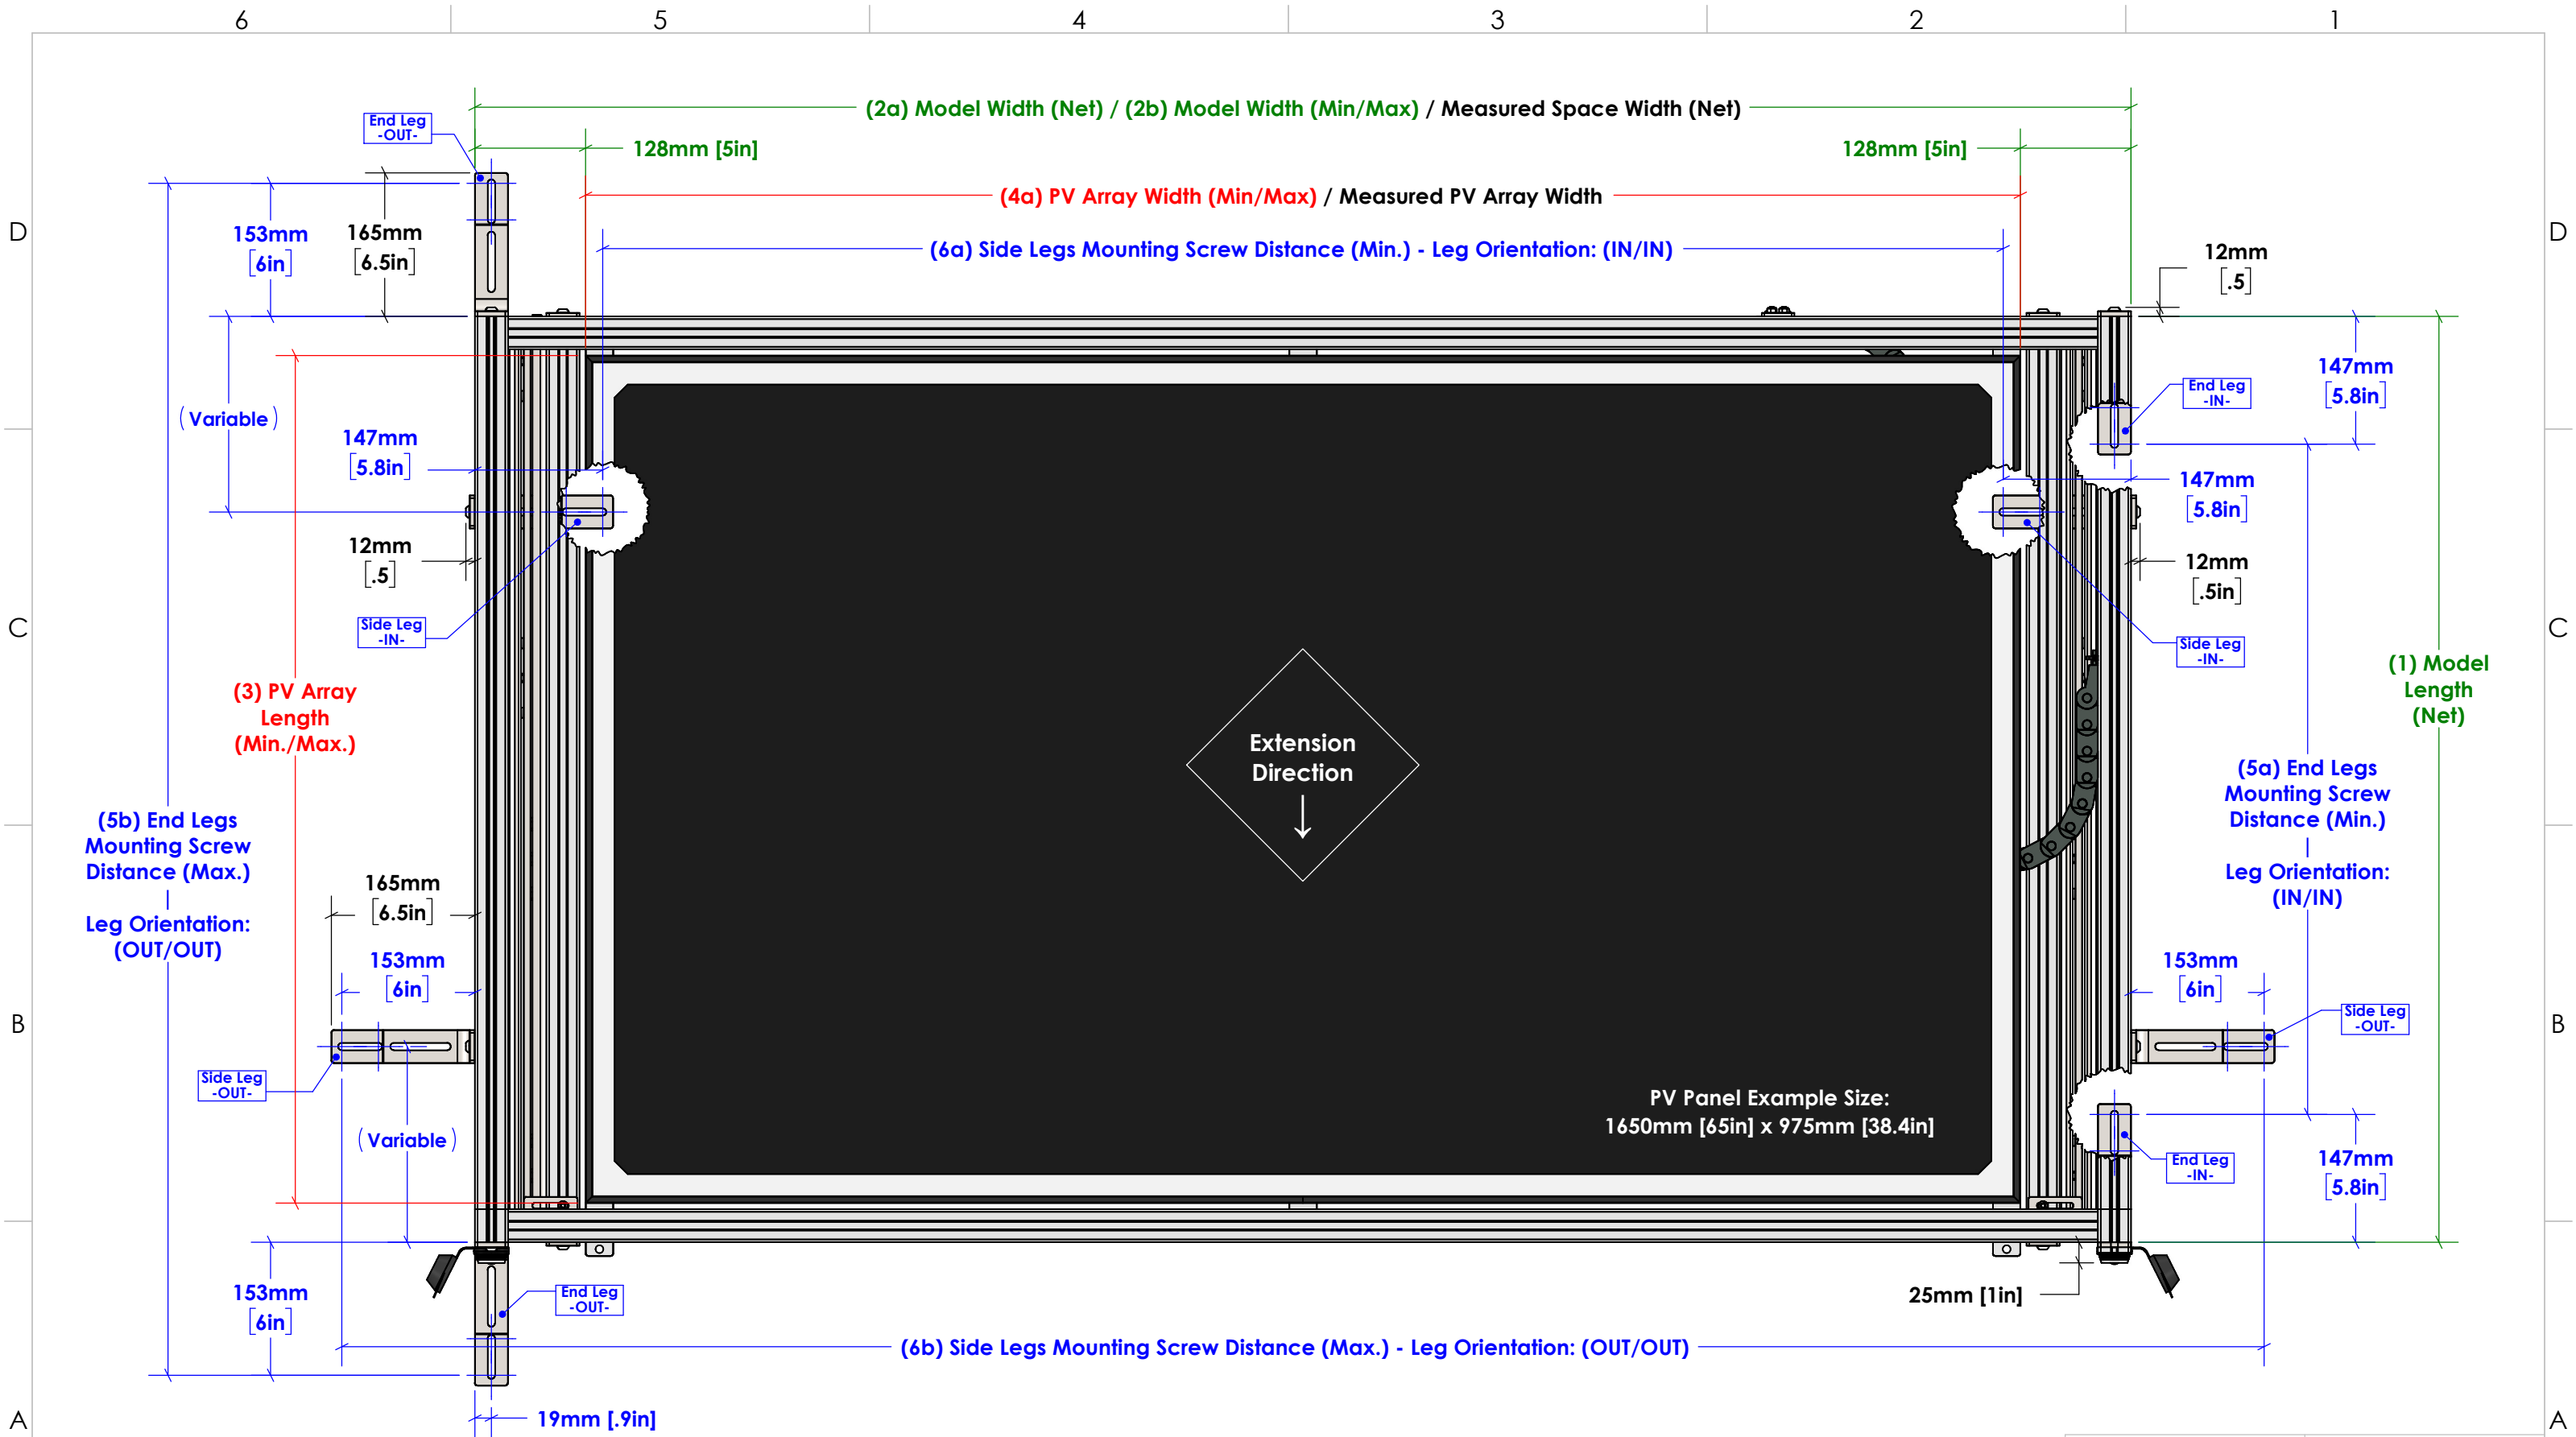 6 5 4 3 2 1
(2a) Model Width (Net) / (2b) Model Width (Min/Max) / Measured Space Width (Net)
End Leg
-OUT-
128mm [5in]
128mm [5in]
(4a) PV Array Width (Min/Max) / Measured PV Array Width
D
153mm
[6in]
165mm
[6.5in]
(6a) Side Legs Mounting Screw Distance (Min.) - Leg Orientation: (IN/IN)
12mm
[.5]
D
147mm
[5.8in]
End Leg
-IN-
(Variable)
147mm
[5.8in]
147mm
[5.8in]
12mm
[.5]
12mm
[.5in]
Side Leg
-IN-
Side Leg
-IN-
C
C
(3) PV Array
Length
(Min./Max.)
(1) Model
Length
(Net)
Extension
Direction
(5b) End Legs
Mounting Screw
Distance (Max.)
Leg Orientation:
(OUT/OUT)
(5a) End Legs
Mounting Screw
Distance (Min.)
Leg Orientation:
(IN/IN)
165mm
[6.5in]
153mm
[6in]
153mm
[6in]
B
B
Side Leg
-OUT-
Side Leg
-OUT-
PV Panel Example Size:
1650mm [65in] x 975mm [38.4in]
(Variable)
End Leg
-IN-
147mm
[5.8in]
153mm
[6in]
End Leg
-OUT-
25mm [1in]
(6b) Side Legs Mounting Screw Distance (Max.) - Leg Orientation: (OUT/OUT)
A
19mm [.9in]
A